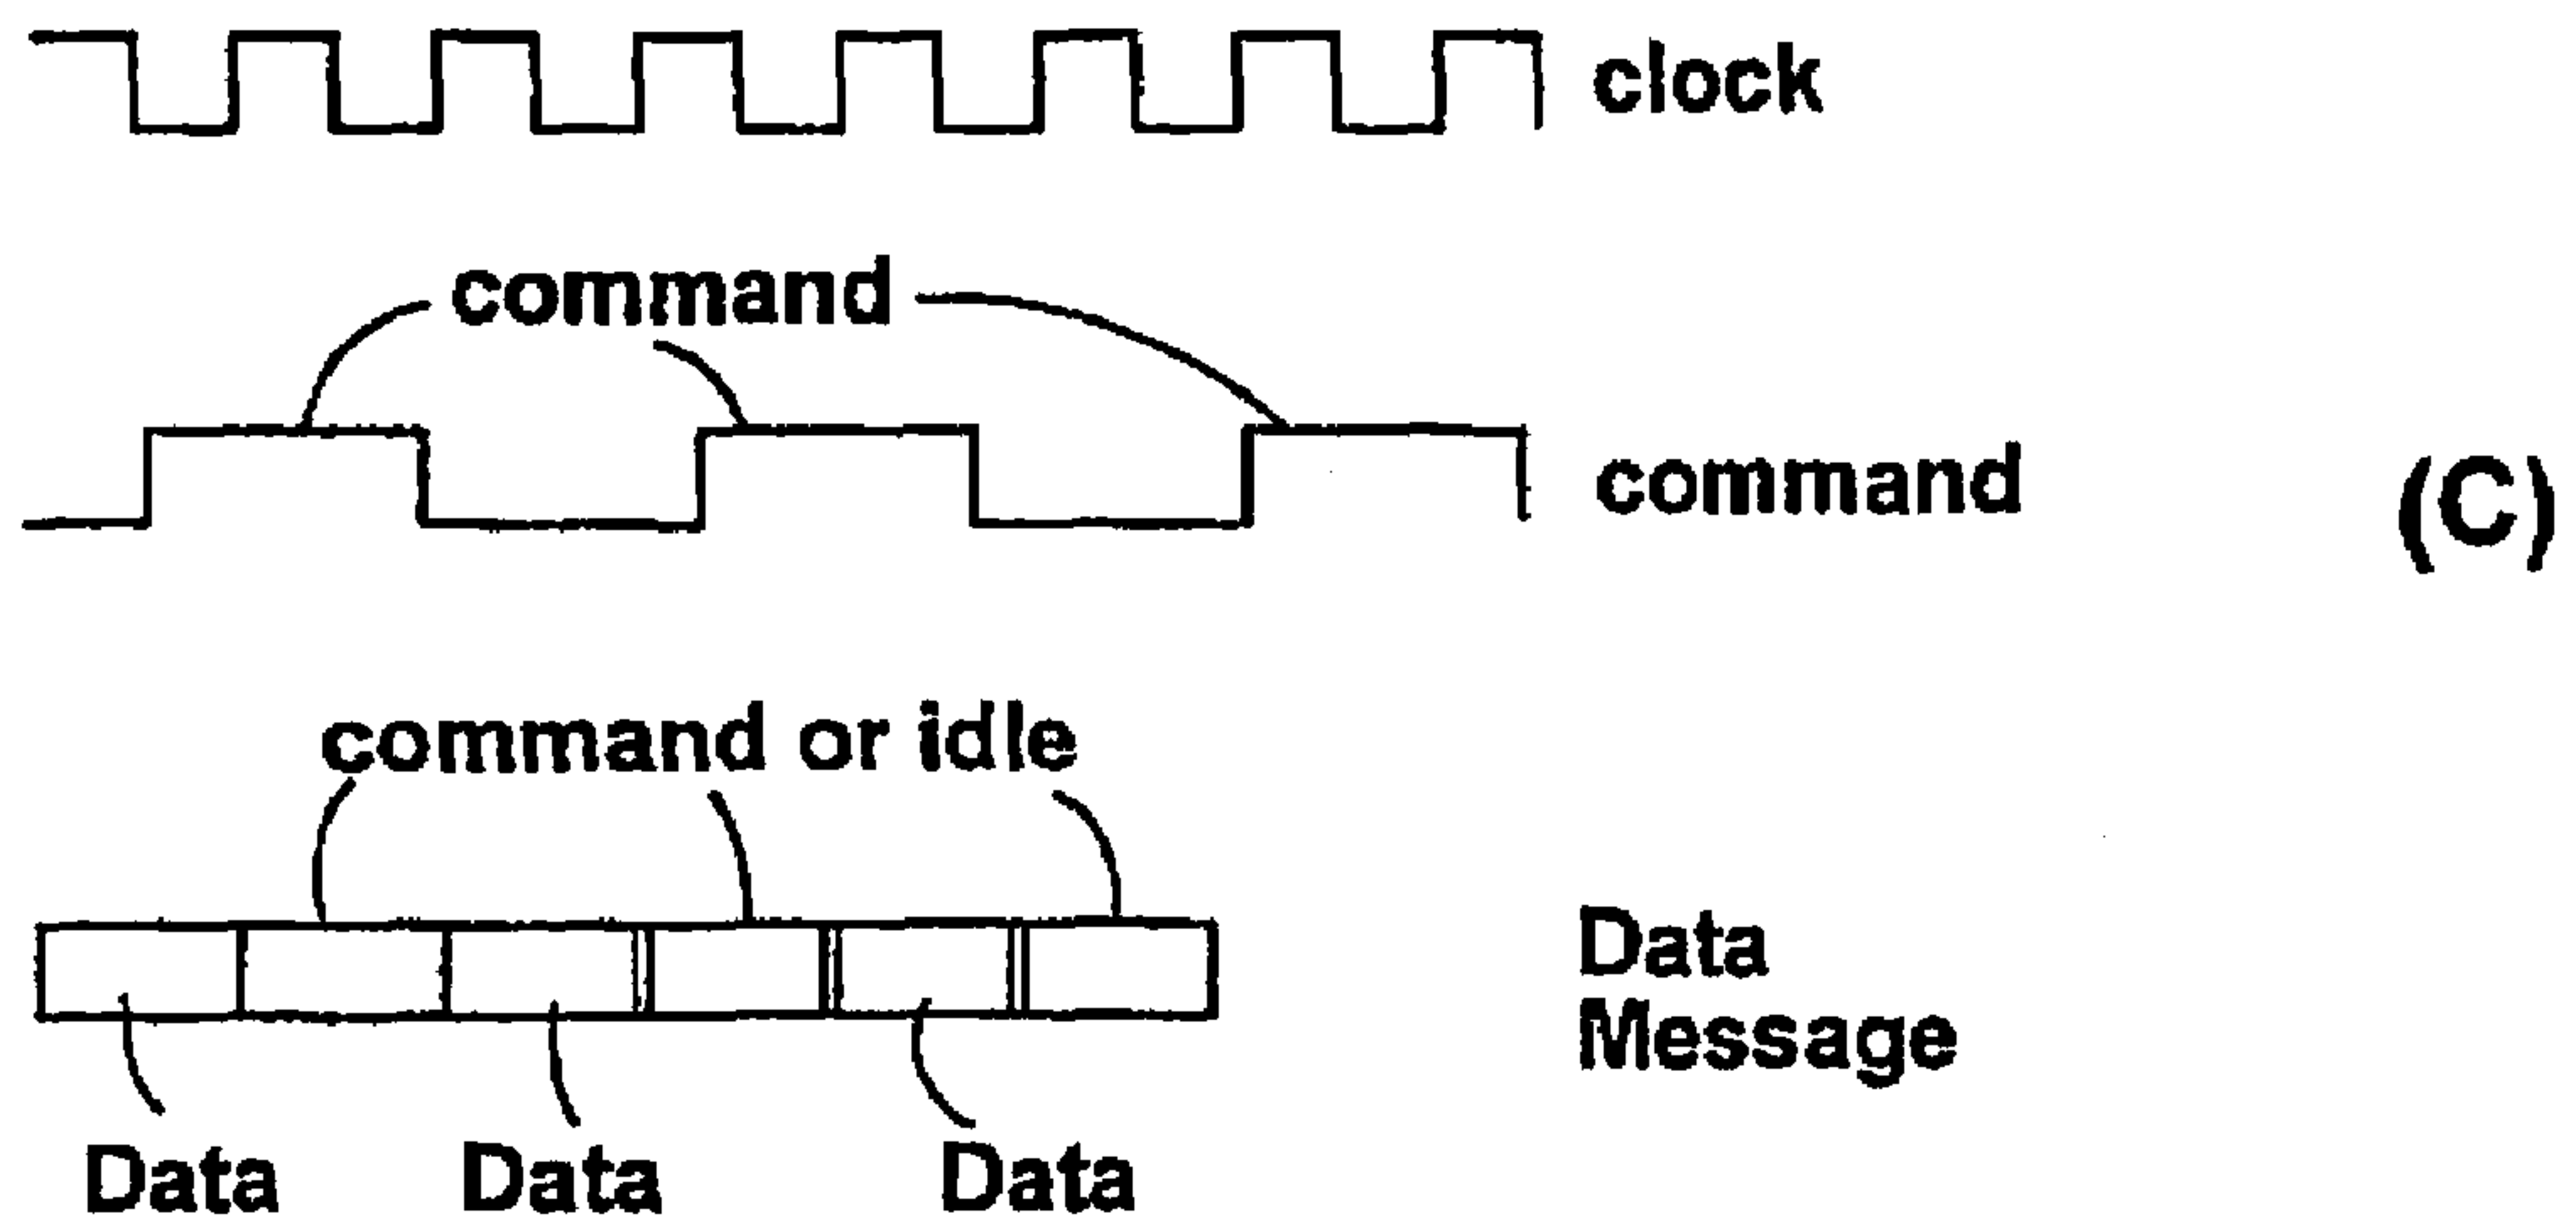 clock
command
command
(C)
command or idle
Data
Message
Data
Data
Data